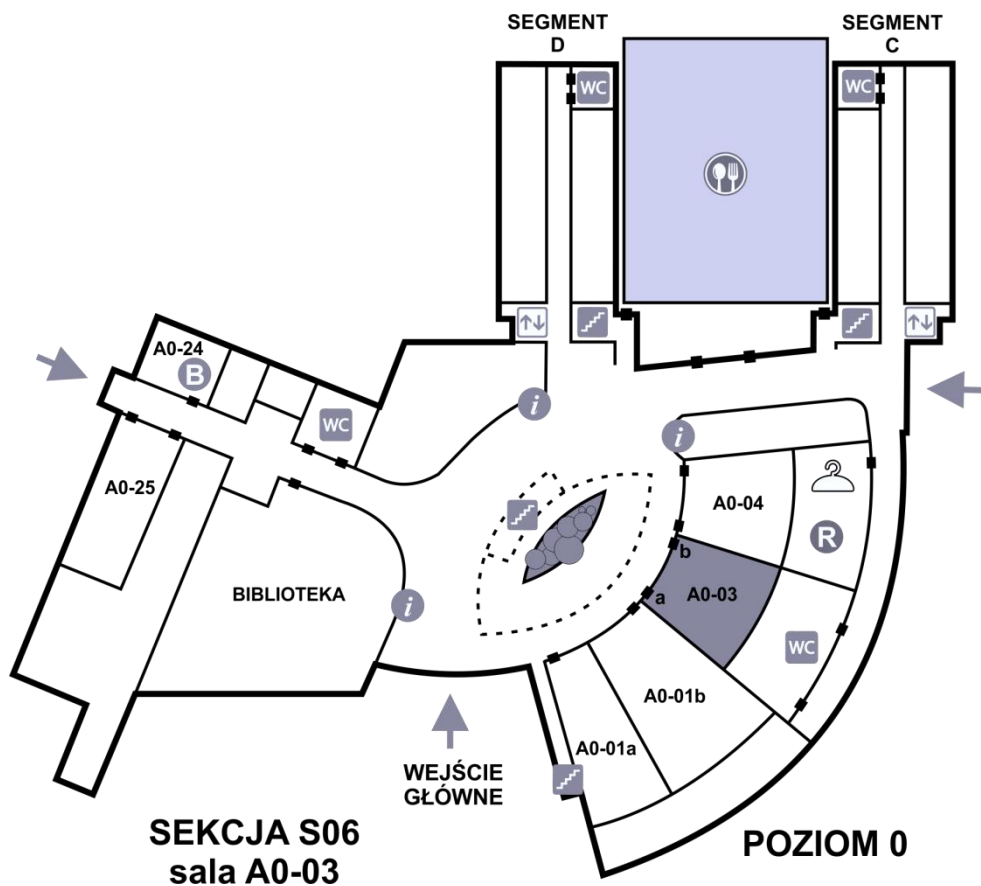 SEGMENT
D
SEGMENT
C
WC
WC
A0-24
B
WC
i
i
A0-25
A0-04
R
b
BIBLIOTEKA
i
a
A0-03
WC
A0-01b
A0-01a
WEJŚCIE
GŁÓWNE
SEKCJA S06
sala A0-03
POZIOM 0